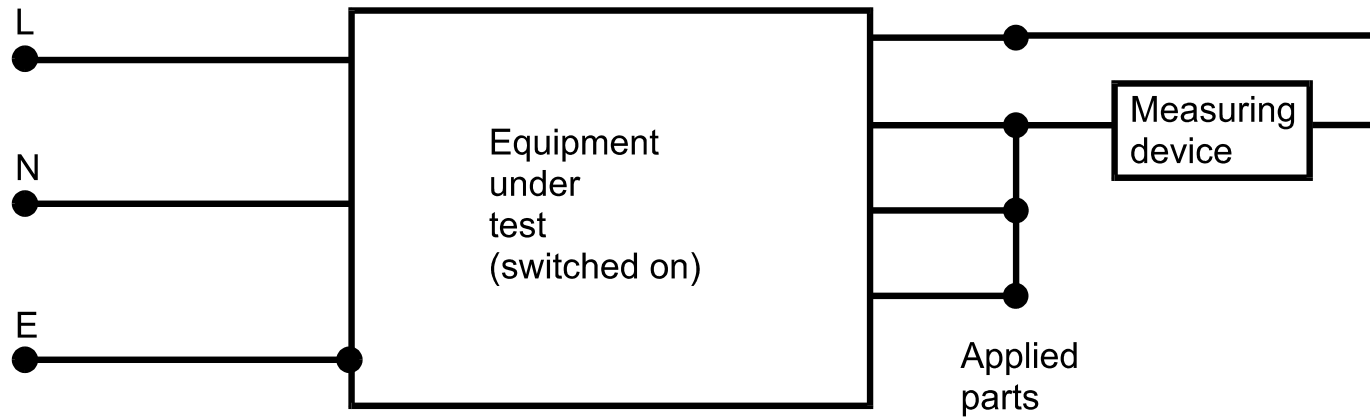 L
N
E
Equipment
under
test
(switched on)
Measuring
device
Applied
parts